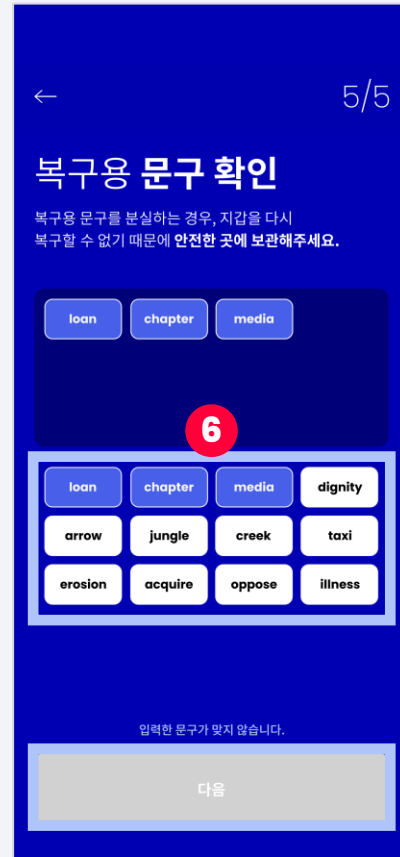 ← 5/5
복구용 문구 확인
복구용 문구를 분실하는 경우, 지갑을 다시
복구할 수 없기 때문에 안전한 곳에 보관해주세요.
loan chapter media
6
loan chapter media dignity
arrow jungle creek taxi
erosion acquire oppose illness
입력한 문구가 맞지 않습니다.
다음